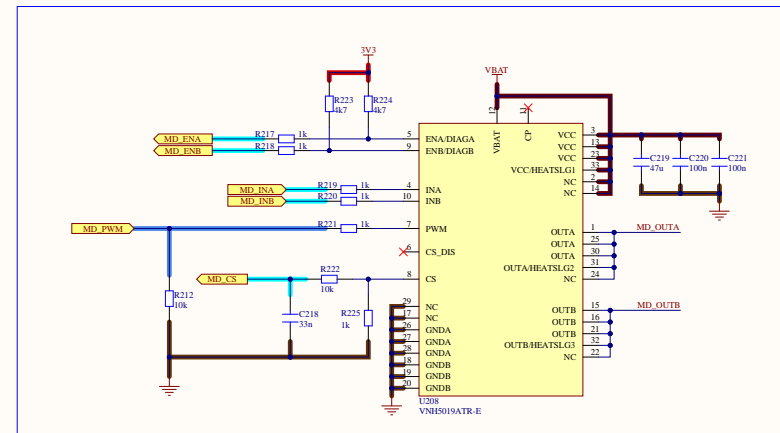 3V3
VBAT
R223
4k7
R224
4k7
12
11
VBAT
CP
MD_ENA
R217
1k
5
ENA/DIAGA
MD_ENB
R218
1k
9
ENB/DIAGB
MD_INA
R219
1k
4
INA
MD_INB
R220
1k
10
INB
MD_PWM
R221
1k
7
PWM
6
CS_DIS
MD_CS
R222
10k
8
CS
R212
10k
C218
33n
R225
1k
29
NC
17
NC
26
GNDA
27
GNDA
28
GNDA
18
GNDB
19
GNDB
20
GNDB
VCC
3
VCC
13
VCC
23
VCC/HEATSLG1
33
NC
2
NC
14
C219
47u
C220
100n
C221
100n
OUTA
1
MD_OUTA
OUTA
25
OUTA
30
OUTA/HEATSLG2
31
NC
24
OUTB
15
MD_OUTB
OUTB
16
OUTB
21
OUTB/HEATSLG3
32
NC
22
U208
VNH5019ATR-E